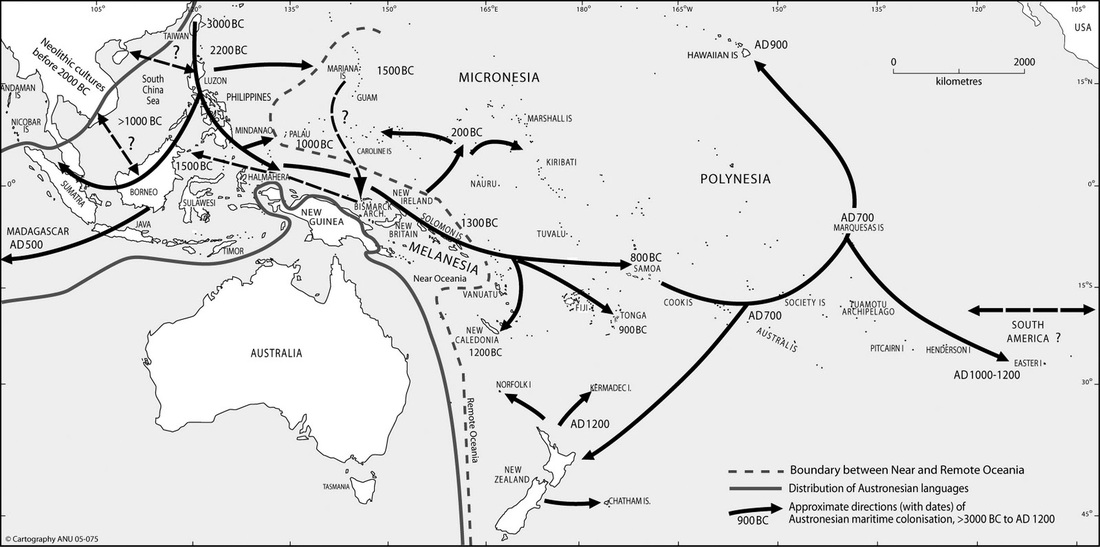 105°
120°
135°
150°
165°E
180°
165°W
150°
135°
120°
105°
USA
>3000 BC
TAIWAN
AD 900
HAWAIIAN IS
0
2000
kilometres
15°N
Neolithic cultures
before 2000 BC
?
2200 BC
MARIANA
IS
1500 BC
MICRONESIA
LUZON
South
China
Sea
ANDAMAN
IS
PHILIPPINES
GUAM
NICOBAR
IS
>1000 BC
?
?
MARSHALL IS
MINDANAO
PALAU
1000 BC
200 BC
CAROLINE IS
1500 BC
KIRIBATI
HALMAHERA
POLYNESIA
0°
0°
SUMATRA
BORNEO
SULAWESI
NEW
IRELAND
NAURU
BISMARCK
ARCH.
NEW
GUINEA
NEW
BRITAIN
SOLOMON IS
1300 BC
AD 700
MARQUESAS IS
JAVA
MADAGASCAR
AD 500
TIMOR
TUVALU
MELANESIA
Near Oceania
800 BC
SAMOA
15°S
15°S
VANUATU
FIJI
TONGA
900 BC
COOK IS
SOCIETY IS
TUAMOTU
ARCHIPELAGO
AD 700
AUSTRALIS
SOUTH
AMERICA ?
NEW
CALEDONIA
1200 BC
AUSTRALIA
PITCAIRN I
HENDERSON I
EASTER I
AD 1000-1200
30°
30°
NORFOLK I
KERMADEC I.
AD 1200
Remote Oceania
NEW
ZEALAND
CHATHAM IS.
TASMANIA
Boundary between Near and Remote Oceania
Distribution of Austronesian languages
Approximate directions (with dates) of
900 BC
Austronesian maritime colonisation, >3000 BC to AD 1200
45°
45°
© Cartography ANU 05-075